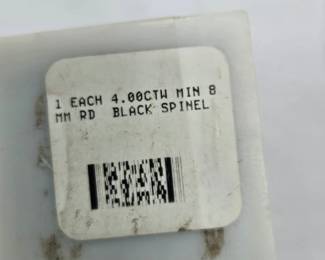 1 EACH 4.00CTW MIN 8
MM RD BLACK SPINEL